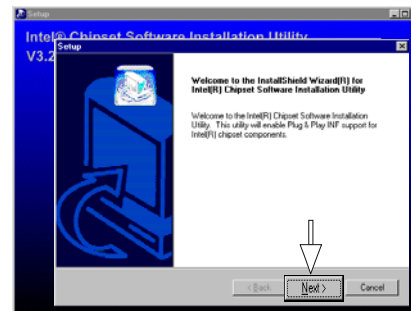 Setup
Intel® Chipset Software Installation Utility
V3.2
Setup
Welcome to the InstallShield Wizard(R) for
Intel(R) Chipset Software Installation Utility
Welcome to the Intel(R) Chipset Software Installation
Utility. This utility will enable Plug & Play INF support for
Intel(R) chipset components.
< Back
Next >
Cancel